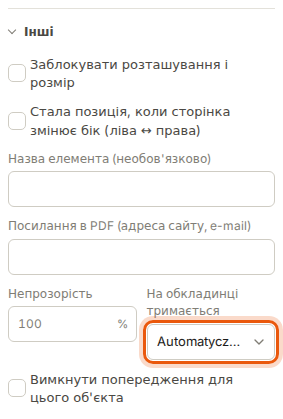 Інші
Заблокувати розташування і
розмір
Стала позиція, коли сторінка
змінює бік (ліва ↔ права)
Назва елемента (необов'язково)
Посилання в PDF (адреса сайту, e-mail)
Непрозорість
На обкладинці
тримається
100 %
Automatycz...
Вимкнути попередження для
цього об'єкта